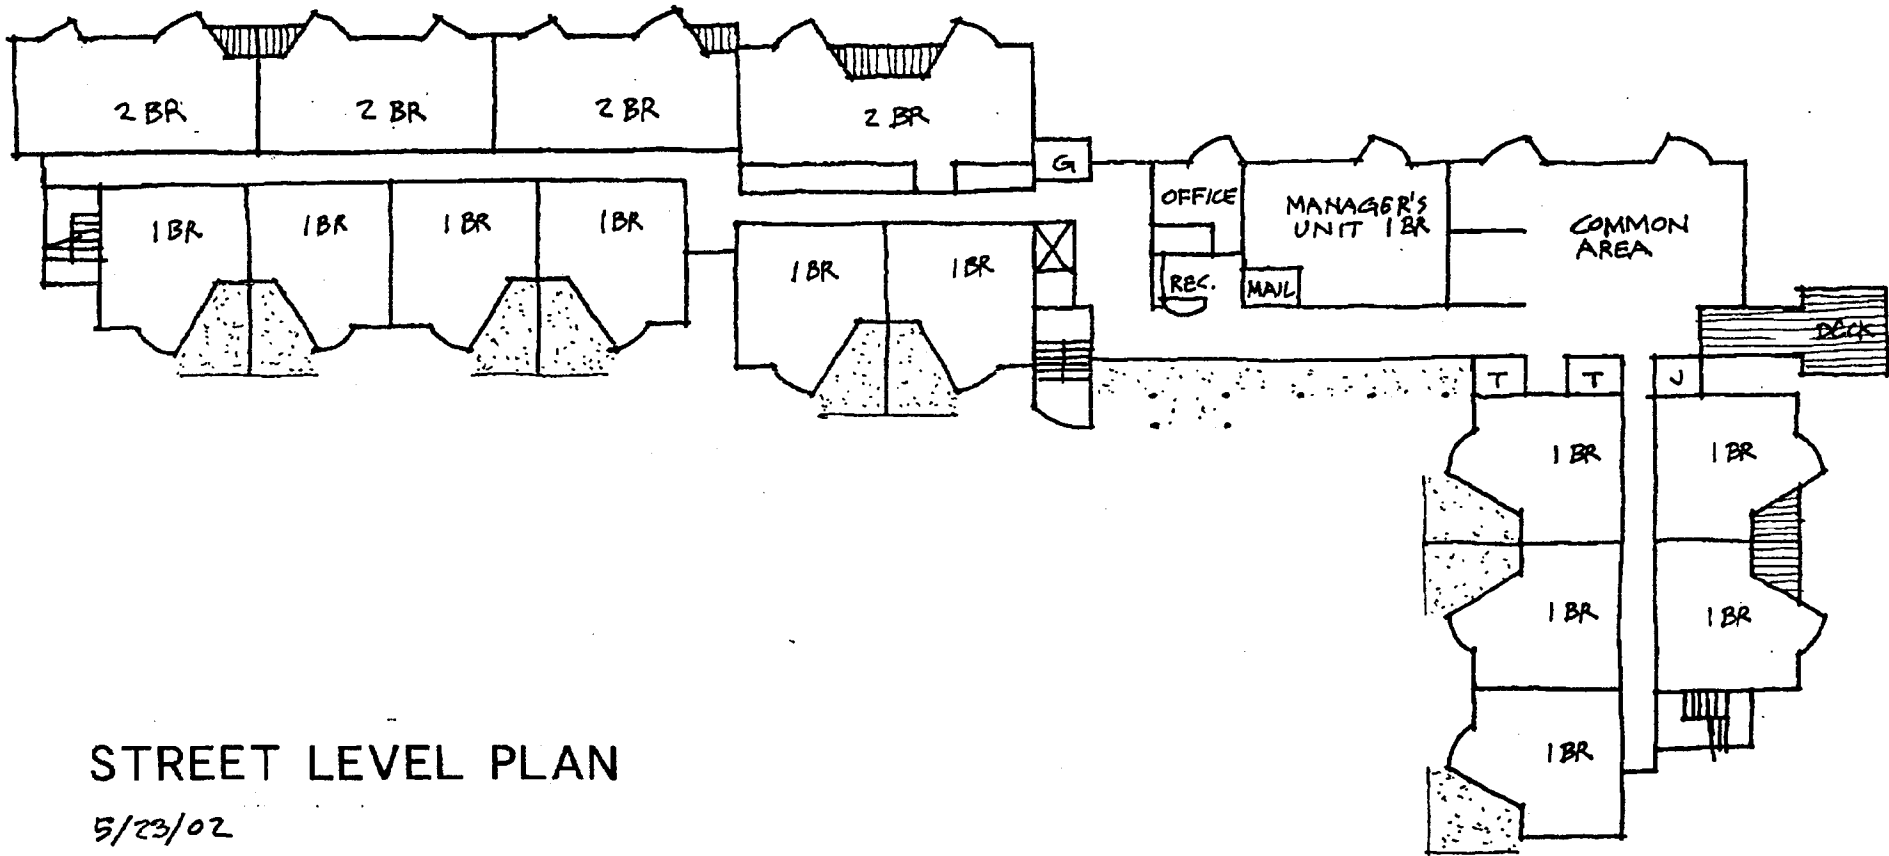 2 BR
2 BR
2 BR
2 BR
G
OFFICE
MANAGER'S
UNIT 1 BR
COMMON
AREA
1 BR
1 BR
1 BR
1 BR
1 BR
1 BR
REC.
MAIL
DECK
T
T
J
1 BR
1 BR
1 BR
1 BR
1 BR
STREET LEVEL PLAN
5/23/02